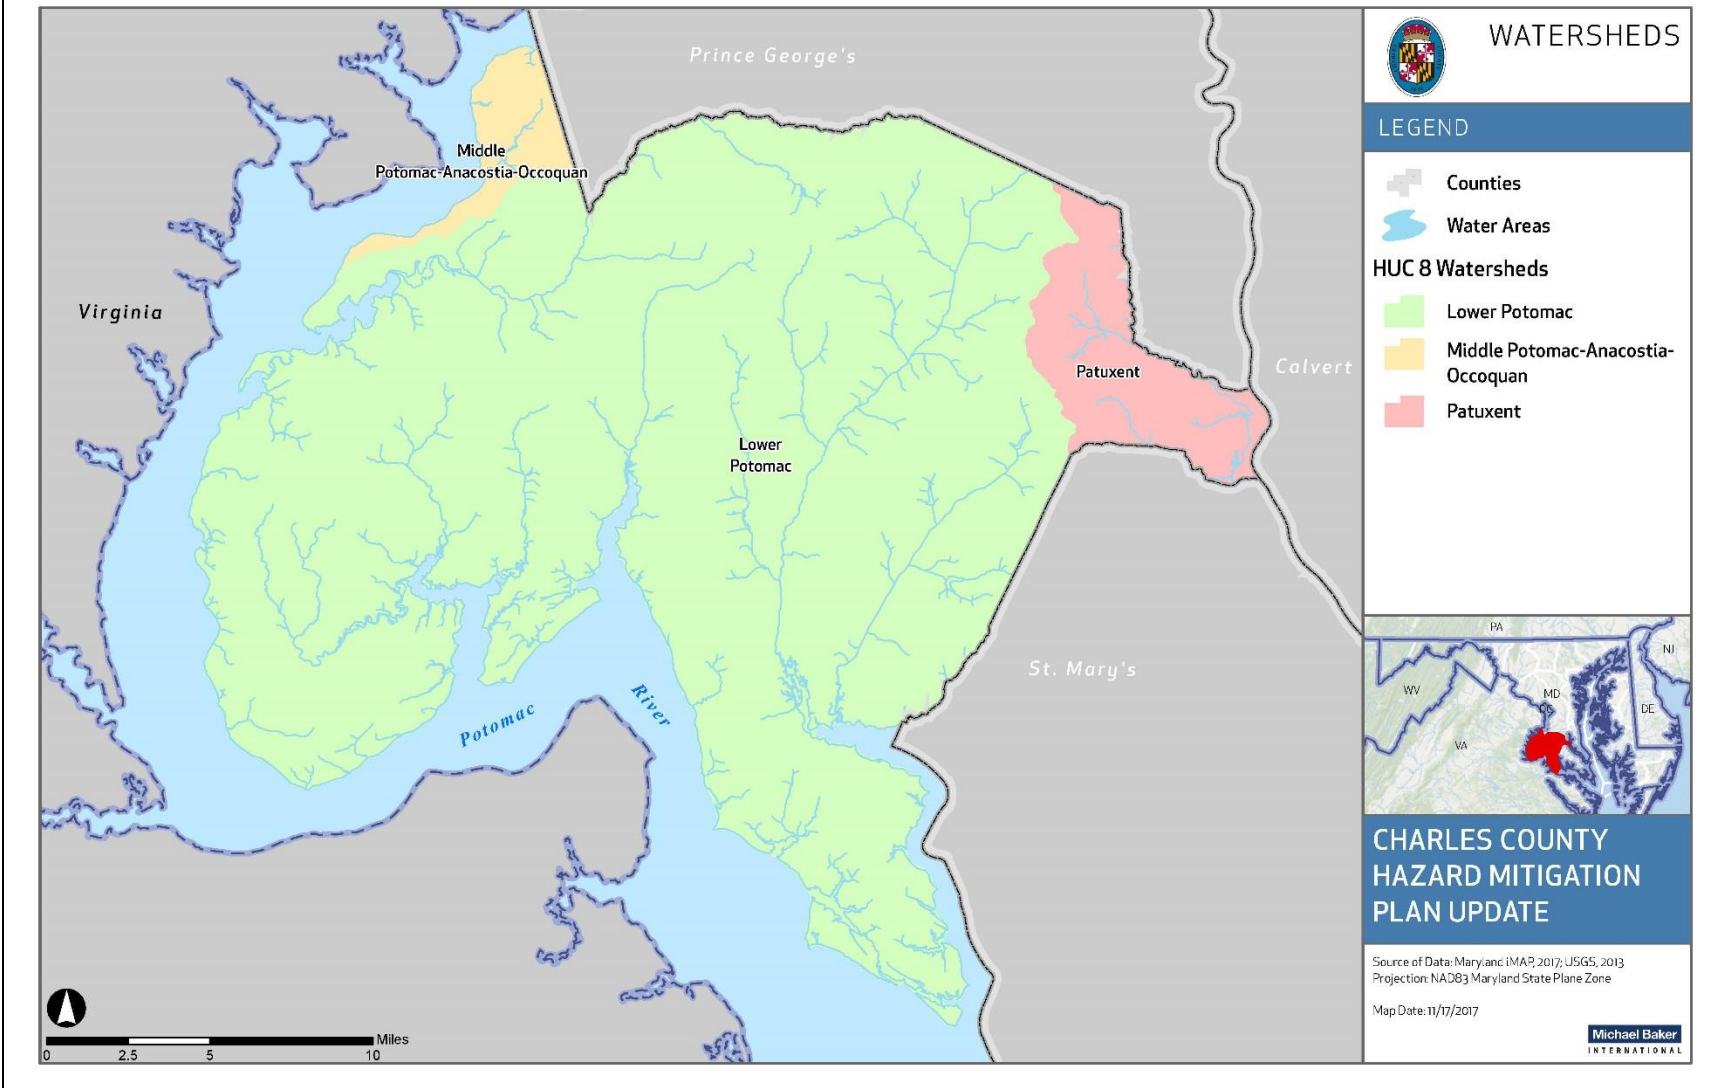 Prince George's
Middle
Potomac-Anacostia-Occoquan
Virginia
Calvert
Patuxent
Lower
Potomac
St. Mary's
Potomac
River
Miles
0
2.5
5
10
WATERSHEDS
LEGEND
Counties
Water Areas
HUC 8 Watersheds
Lower Potomac
Middle Potomac-Anacostia-
Occoquan
Patuxent
PA
NJ
WV
MD
DC
DE
VA
CHARLES COUNTY
HAZARD MITIGATION
PLAN UPDATE
Source of Data: Maryland iMAP, 2017; USGS, 2013
Projection: NAD83 Maryland State Plane Zone
Map Date: 11/17/2017
Michael Baker
INTERNATIONAL